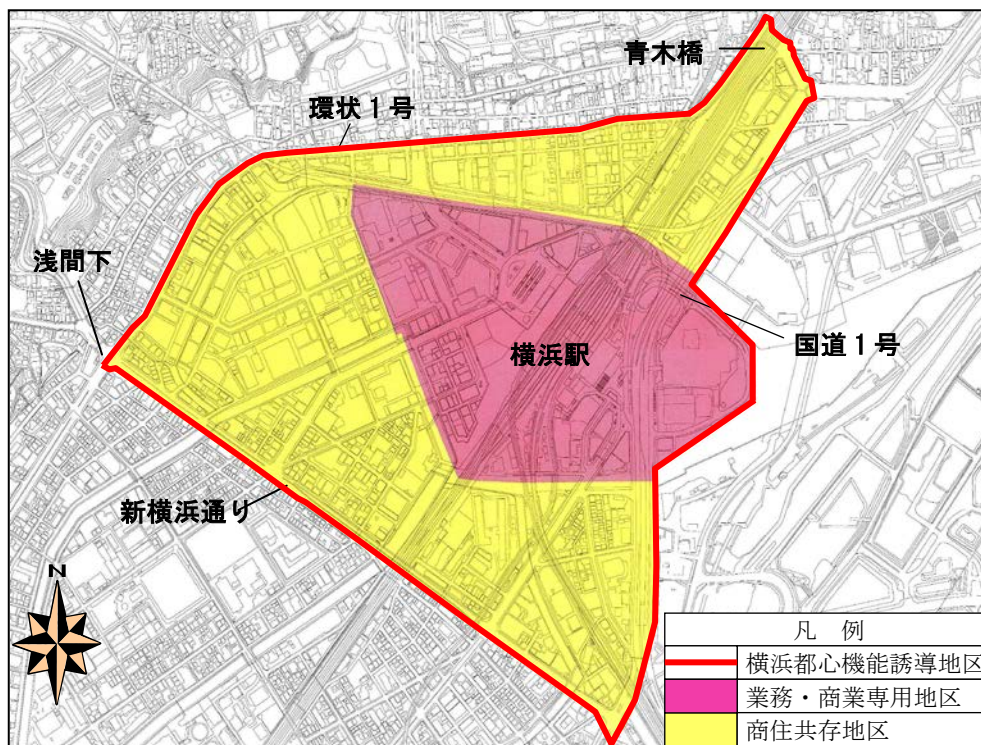 青木橋
環状1号
浅間下
国道1号
横浜駅
新横浜通り
N
凡 例
横浜都心機能誘導地区
業務・商業専用地区
商住共存地区